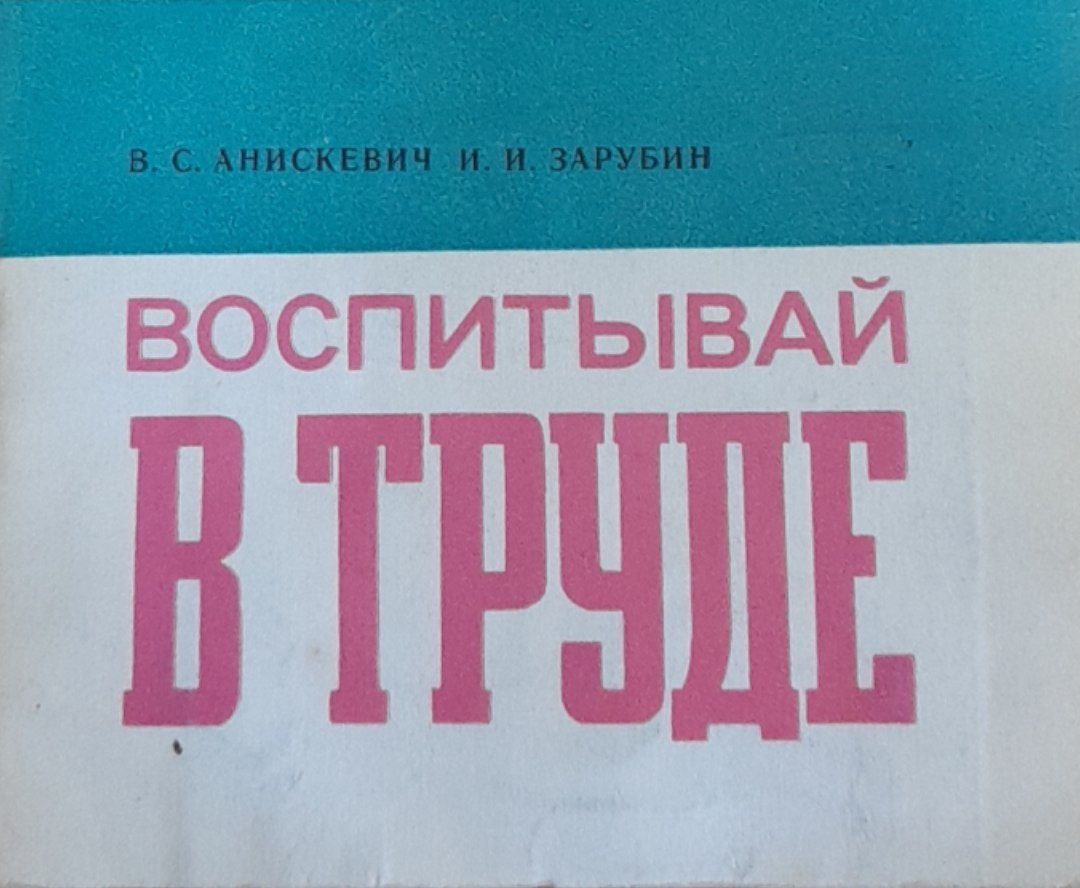 В. С. АНИСКЕВИЧ И. И. ЗАРУБИН
ВОСПИТЫВАЙ
В ТРУДЕ